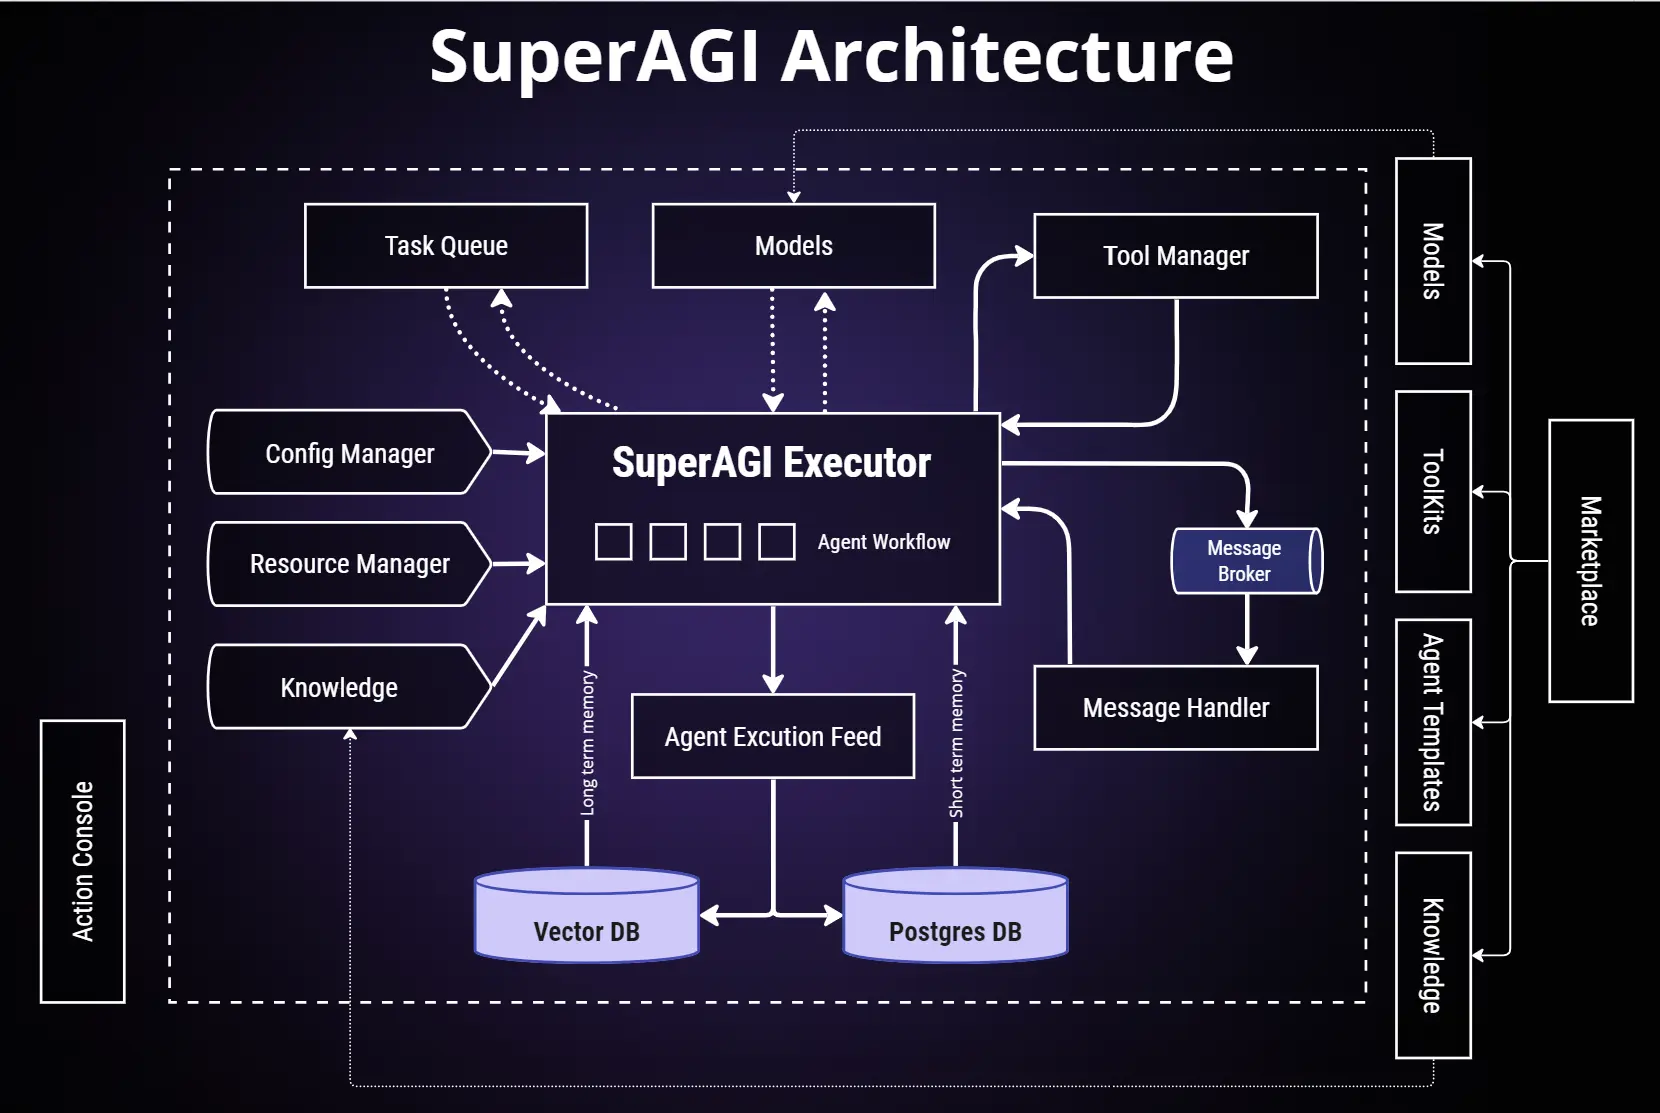 SuperAGI Architecture
Task Queue
Models
Tool Manager
Models
Config Manager
SuperAGI Executor
Agent Workflow
ToolKits
Marketplace
Resource Manager
Message
Broker
Knowledge
Long term memory
Agent Excution Feed
Short term memory
Message Handler
Agent Templates
Action Console
Vector DB
Postgres DB
Knowledge